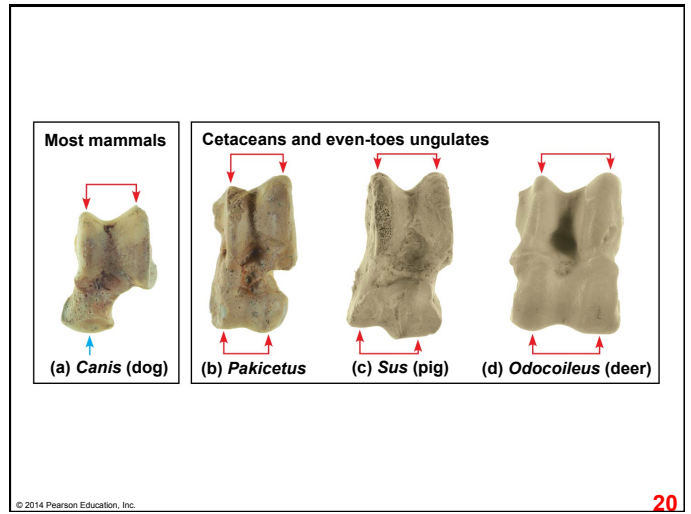 Most mammals
Cetaceans and even-toes ungulates
(a) Canis (dog)
(b) Pakicetus
(c) Sus (pig)
(d) Odocoileus (deer)
© 2014 Pearson Education, Inc.
20